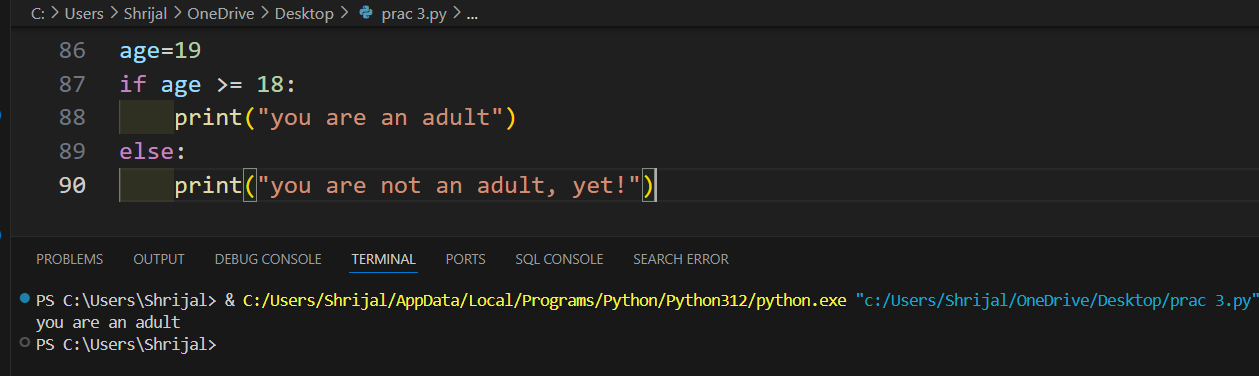 C: > Users > Shrijal > OneDrive > Desktop > prac 3.py > ...
86 age=19
87 if age >= 18:
88     print("you are an adult")
89 else:
90     print("you are not an adult, yet!")
PROBLEMS OUTPUT DEBUG CONSOLE TERMINAL PORTS SQL CONSOLE SEARCH ERROR
PS C:\Users\Shrijal> & C:/Users/Shrijal/AppData/Local/Programs/Python/Python312/python.exe "c:/Users/Shrijal/OneDrive/Desktop/prac 3.py"
you are an adult
PS C:\Users\Shrijal>